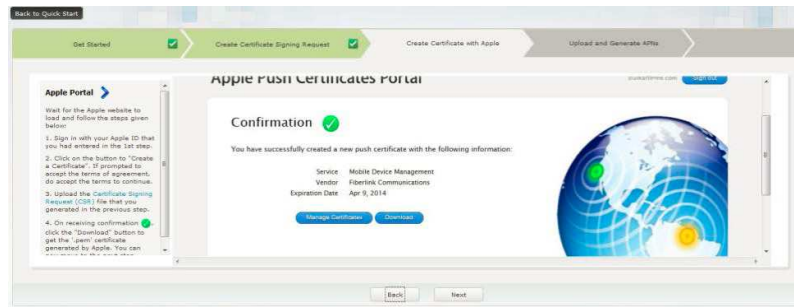 Back to Quick Start
Get Started
Create Certificate Signing Request
Create Certificate with Apple
Upload and Generate APNs
Apple Portal
Wait for the Apple website to
load and follow the steps given
below:
1. Sign in with your Apple ID that
you had entered in the 1st step.
2. Click on the button to "Create
a Certificate". If prompted to
accept the terms of agreement,
do accept the terms to continue.
3. Upload the Certificate Signing
Request (CSR) file that you
generated in the previous step.
4. On receiving confirmation ,
click the "Download" button to
get the '.pem' certificate
generated by Apple. You can
Apple Push Certificates Portal
Sign out
Confirmation
You have successfully created a new push certificate with the following information:
Service Mobile Device Management
Vendor Fiberlink Communications
Expiration Date Apr 9, 2014
Manage Certificates Download
Back Next